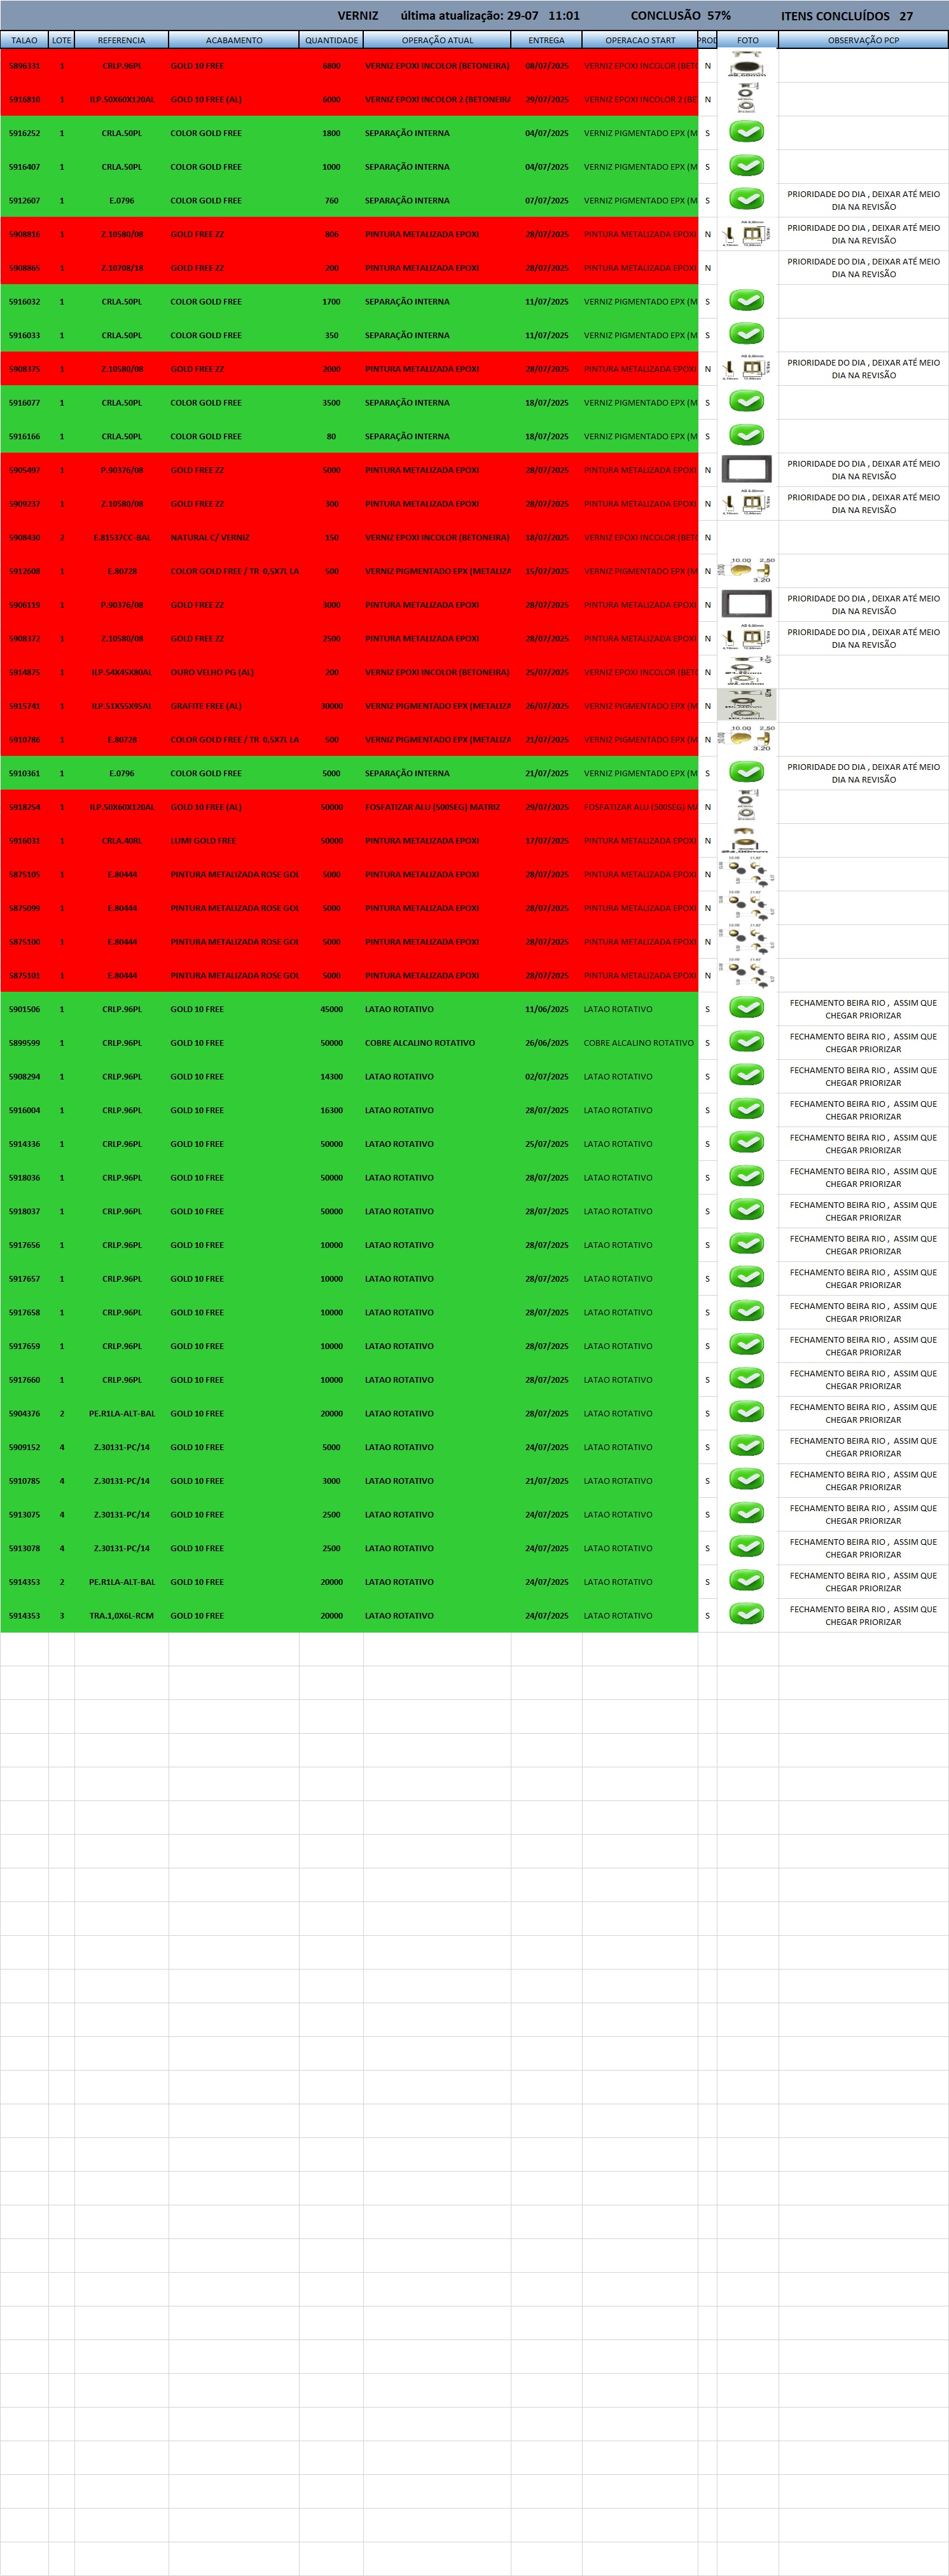 VERNIZ última atualização: 29-07 11:01 CONCLUSÃO 57% ITENS CONCLUÍDOS 27
TALAO LOTE REFERENCIA ACABAMENTO QUANTIDADE OPERAÇÃO ATUAL ENTREGA OPERACAO START PROD FOTO OBSERVAÇÃO PCP
5896331 1 CRLP.96PL GOLD 10 FREE 6800 VERNIZ EPOXI INCOLOR (BETONEIRA) 08/07/2025 VERNIZ EPOXI INCOLOR (BETO N
5916810 1 ILP.50X60X120AL GOLD 10 FREE (AL) 6000 VERNIZ EPOXI INCOLOR 2 (BETONEIRA 29/07/2025 VERNIZ EPOXI INCOLOR 2 (BE N
5916252 1 CRLA.50PL COLOR GOLD FREE 1800 SEPARAÇÃO INTERNA 04/07/2025 VERNIZ PIGMENTADO EPX (M S
5916407 1 CRLA.50PL COLOR GOLD FREE 1000 SEPARAÇÃO INTERNA 04/07/2025 VERNIZ PIGMENTADO EPX (M S
5912607 1 E.0796 COLOR GOLD FREE 760 SEPARAÇÃO INTERNA 07/07/2025 VERNIZ PIGMENTADO EPX (M S PRIORIDADE DO DIA , DEIXAR ATÉ MEIO
DIA NA REVISÃO
5908816 1 Z.10580/08 GOLD FREE ZZ 806 PINTURA METALIZADA EPOXI 28/07/2025 PINTURA METALIZADA EPOXI N PRIORIDADE DO DIA , DEIXAR ATÉ MEIO
DIA NA REVISÃO
5908865 1 Z.10708/18 GOLD FREE ZZ 200 PINTURA METALIZADA EPOXI 28/07/2025 PINTURA METALIZADA EPOXI N PRIORIDADE DO DIA , DEIXAR ATÉ MEIO
DIA NA REVISÃO
5916032 1 CRLA.50PL COLOR GOLD FREE 1700 SEPARAÇÃO INTERNA 11/07/2025 VERNIZ PIGMENTADO EPX (M S
5916033 1 CRLA.50PL COLOR GOLD FREE 350 SEPARAÇÃO INTERNA 11/07/2025 VERNIZ PIGMENTADO EPX (M S
5908375 1 Z.10580/08 GOLD FREE ZZ 2000 PINTURA METALIZADA EPOXI 28/07/2025 PINTURA METALIZADA EPOXI N PRIORIDADE DO DIA , DEIXAR ATÉ MEIO
DIA NA REVISÃO
5916077 1 CRLA.50PL COLOR GOLD FREE 3500 SEPARAÇÃO INTERNA 18/07/2025 VERNIZ PIGMENTADO EPX (M S
5916166 1 CRLA.50PL COLOR GOLD FREE 80 SEPARAÇÃO INTERNA 18/07/2025 VERNIZ PIGMENTADO EPX (M S
5905497 1 P.90376/08 GOLD FREE ZZ 5000 PINTURA METALIZADA EPOXI 28/07/2025 PINTURA METALIZADA EPOXI N PRIORIDADE DO DIA , DEIXAR ATÉ MEIO
DIA NA REVISÃO
5909237 1 Z.10580/08 GOLD FREE ZZ 300 PINTURA METALIZADA EPOXI 28/07/2025 PINTURA METALIZADA EPOXI N PRIORIDADE DO DIA , DEIXAR ATÉ MEIO
DIA NA REVISÃO
5908430 2 E.81537CC-BAL NATURAL C/ VERNIZ 150 VERNIZ EPOXI INCOLOR (BETONEIRA) 18/07/2025 VERNIZ EPOXI INCOLOR (BETO N
5912608 1 E.80728 COLOR GOLD FREE / TR 0,5X7L LA 500 VERNIZ PIGMENTADO EPX (METALIZA 15/07/2025 VERNIZ PIGMENTADO EPX (M N 10.00 2.50
3.20
5906119 1 P.90376/08 GOLD FREE ZZ 3000 PINTURA METALIZADA EPOXI 28/07/2025 PINTURA METALIZADA EPOXI N PRIORIDADE DO DIA , DEIXAR ATÉ MEIO
DIA NA REVISÃO
5908372 1 Z.10580/08 GOLD FREE ZZ 2500 PINTURA METALIZADA EPOXI 28/07/2025 PINTURA METALIZADA EPOXI N PRIORIDADE DO DIA , DEIXAR ATÉ MEIO
DIA NA REVISÃO
5914875 1 ILP.54X45X80AL OURO VELHO PG (AL) 200 VERNIZ EPOXI INCOLOR (BETONEIRA) 25/07/2025 VERNIZ EPOXI INCOLOR (BETO N
5915741 1 ILP.51X55X95AL GRAFITE FREE (AL) 30000 VERNIZ PIGMENTADO EPX (METALIZA 26/07/2025 VERNIZ PIGMENTADO EPX (M N
5910786 1 E.80728 COLOR GOLD FREE / TR 0,5X7L LA 500 VERNIZ PIGMENTADO EPX (METALIZA 21/07/2025 VERNIZ PIGMENTADO EPX (M N 10.00 2.50
3.20
5910361 1 E.0796 COLOR GOLD FREE 5000 SEPARAÇÃO INTERNA 21/07/2025 VERNIZ PIGMENTADO EPX (M S PRIORIDADE DO DIA , DEIXAR ATÉ MEIO
DIA NA REVISÃO
5918254 1 ILP.50X60X120AL GOLD 10 FREE (AL) 50000 FOSFATIZAR ALU (500SEG) MATRIZ 29/07/2025 FOSFATIZAR ALU (500SEG) MA N
5916031 1 CRLA.40RL LUMI GOLD FREE 50000 PINTURA METALIZADA EPOXI 17/07/2025 PINTURA METALIZADA EPOXI N
5875105 1 E.80444 PINTURA METALIZADA ROSE GOL 5000 PINTURA METALIZADA EPOXI 28/07/2025 PINTURA METALIZADA EPOXI N
5875099 1 E.80444 PINTURA METALIZADA ROSE GOL 5000 PINTURA METALIZADA EPOXI 28/07/2025 PINTURA METALIZADA EPOXI N
5875100 1 E.80444 PINTURA METALIZADA ROSE GOL 5000 PINTURA METALIZADA EPOXI 28/07/2025 PINTURA METALIZADA EPOXI N
5875101 1 E.80444 PINTURA METALIZADA ROSE GOL 5000 PINTURA METALIZADA EPOXI 28/07/2025 PINTURA METALIZADA EPOXI N
5901506 1 CRLP.96PL GOLD 10 FREE 45000 LATAO ROTATIVO 11/06/2025 LATAO ROTATIVO S FECHAMENTO BEIRA RIO , ASSIM QUE
CHEGAR PRIORIZAR
5899599 1 CRLP.96PL GOLD 10 FREE 50000 COBRE ALCALINO ROTATIVO 26/06/2025 COBRE ALCALINO ROTATIVO S FECHAMENTO BEIRA RIO , ASSIM QUE
CHEGAR PRIORIZAR
5908294 1 CRLP.96PL GOLD 10 FREE 14300 LATAO ROTATIVO 02/07/2025 LATAO ROTATIVO S FECHAMENTO BEIRA RIO , ASSIM QUE
CHEGAR PRIORIZAR
5916004 1 CRLP.96PL GOLD 10 FREE 16300 LATAO ROTATIVO 28/07/2025 LATAO ROTATIVO S FECHAMENTO BEIRA RIO , ASSIM QUE
CHEGAR PRIORIZAR
5914336 1 CRLP.96PL GOLD 10 FREE 50000 LATAO ROTATIVO 25/07/2025 LATAO ROTATIVO S FECHAMENTO BEIRA RIO , ASSIM QUE
CHEGAR PRIORIZAR
5918036 1 CRLP.96PL GOLD 10 FREE 50000 LATAO ROTATIVO 28/07/2025 LATAO ROTATIVO S FECHAMENTO BEIRA RIO , ASSIM QUE
CHEGAR PRIORIZAR
5918037 1 CRLP.96PL GOLD 10 FREE 50000 LATAO ROTATIVO 28/07/2025 LATAO ROTATIVO S FECHAMENTO BEIRA RIO , ASSIM QUE
CHEGAR PRIORIZAR
5917656 1 CRLP.96PL GOLD 10 FREE 10000 LATAO ROTATIVO 28/07/2025 LATAO ROTATIVO S FECHAMENTO BEIRA RIO , ASSIM QUE
CHEGAR PRIORIZAR
5917657 1 CRLP.96PL GOLD 10 FREE 10000 LATAO ROTATIVO 28/07/2025 LATAO ROTATIVO S FECHAMENTO BEIRA RIO , ASSIM QUE
CHEGAR PRIORIZAR
5917658 1 CRLP.96PL GOLD 10 FREE 10000 LATAO ROTATIVO 28/07/2025 LATAO ROTATIVO S FECHAMENTO BEIRA RIO , ASSIM QUE
CHEGAR PRIORIZAR
5917659 1 CRLP.96PL GOLD 10 FREE 10000 LATAO ROTATIVO 28/07/2025 LATAO ROTATIVO S FECHAMENTO BEIRA RIO , ASSIM QUE
CHEGAR PRIORIZAR
5917660 1 CRLP.96PL GOLD 10 FREE 10000 LATAO ROTATIVO 28/07/2025 LATAO ROTATIVO S FECHAMENTO BEIRA RIO , ASSIM QUE
CHEGAR PRIORIZAR
5904376 2 PE.R1LA-ALT-BAL GOLD 10 FREE 20000 LATAO ROTATIVO 28/07/2025 LATAO ROTATIVO S FECHAMENTO BEIRA RIO , ASSIM QUE
CHEGAR PRIORIZAR
5909152 4 Z.30131-PC/14 GOLD 10 FREE 5000 LATAO ROTATIVO 24/07/2025 LATAO ROTATIVO S FECHAMENTO BEIRA RIO , ASSIM QUE
CHEGAR PRIORIZAR
5910785 4 Z.30131-PC/14 GOLD 10 FREE 3000 LATAO ROTATIVO 21/07/2025 LATAO ROTATIVO S FECHAMENTO BEIRA RIO , ASSIM QUE
CHEGAR PRIORIZAR
5913075 4 Z.30131-PC/14 GOLD 10 FREE 2500 LATAO ROTATIVO 24/07/2025 LATAO ROTATIVO S FECHAMENTO BEIRA RIO , ASSIM QUE
CHEGAR PRIORIZAR
5913078 4 Z.30131-PC/14 GOLD 10 FREE 2500 LATAO ROTATIVO 24/07/2025 LATAO ROTATIVO S FECHAMENTO BEIRA RIO , ASSIM QUE
CHEGAR PRIORIZAR
5914353 2 PE.R1LA-ALT-BAL GOLD 10 FREE 20000 LATAO ROTATIVO 24/07/2025 LATAO ROTATIVO S FECHAMENTO BEIRA RIO , ASSIM QUE
CHEGAR PRIORIZAR
5914353 3 TRA.1,0X6L-RCM GOLD 10 FREE 20000 LATAO ROTATIVO 24/07/2025 LATAO ROTATIVO S FECHAMENTO BEIRA RIO , ASSIM QUE
CHEGAR PRIORIZAR